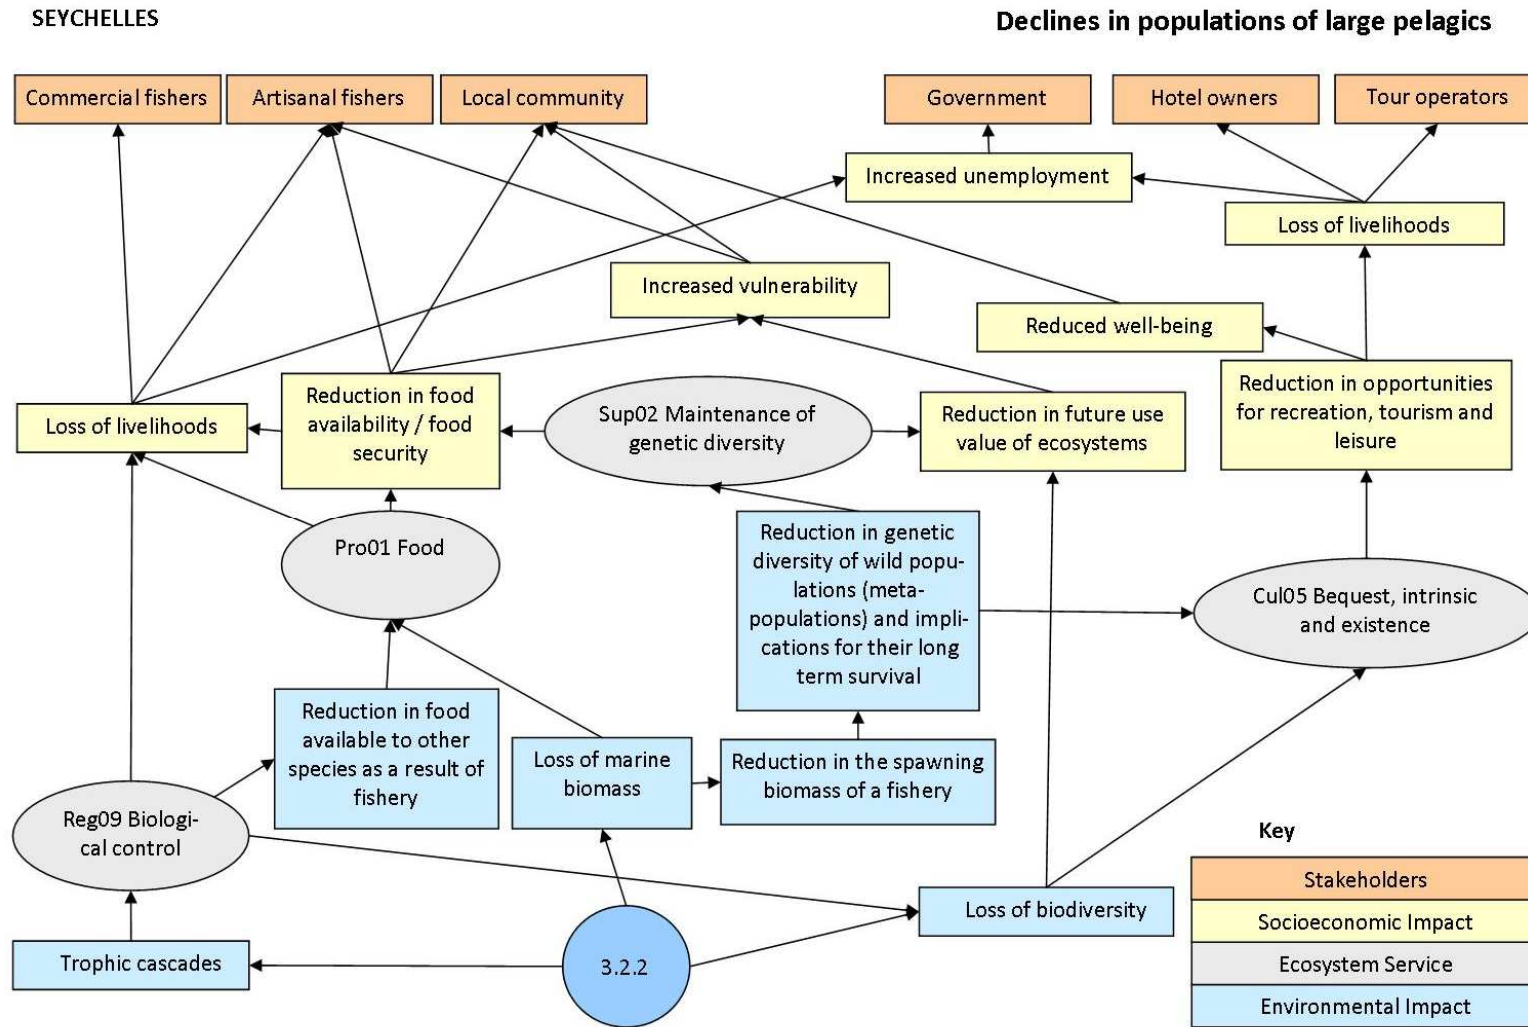 SEYCHELLES
Declines in populations of large pelagics
Commercial fishers
Artisanal fishers
Local community
Government
Hotel owners
Tour operators
Increased unemployment
Loss of livelihoods
Increased vulnerability
Reduced well-being
Loss of livelihoods
Reduction in food
availability / food
security
Sup02 Maintenance of
genetic diversity
Reduction in future use
value of ecosystems
Reduction in opportunities
for recreation, tourism and
leisure
Pro01 Food
Reduction in genetic
diversity of wild popu-
lations (meta-
populations) and impli-
cations for their long
term survival
Cul05 Bequest, intrinsic
and existence
Reduction in food
available to other
species as a result of
fishery
Loss of marine
biomass
Reduction in the spawning
biomass of a fishery
Reg09 Biologi-
cal control
Loss of biodiversity
Trophic cascades
3.2.2
Key
Stakeholders
Socioeconomic Impact
Ecosystem Service
Environmental Impact